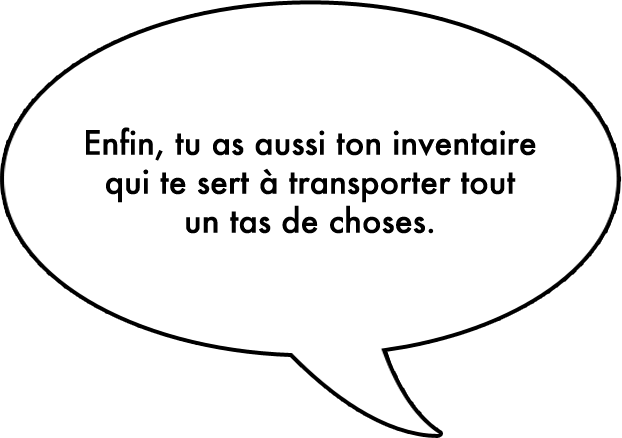 Enfin, tu as aussi ton inventaire
qui te sert à transporter tout
un tas de choses.